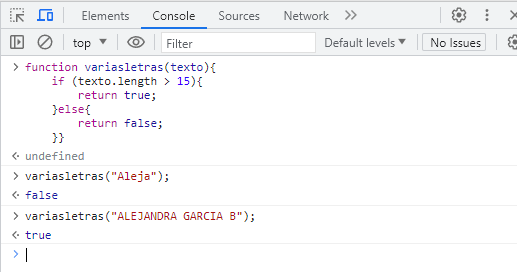 Elements Console Sources Network
top Filter Default levels No Issues
> function variasletras(texto){
if (texto.length > 15){
return true;
}else{
return false;
}}
undefined
> variasletras("Aleja");
false
> variasletras("ALEJANDRA GARCIA B");
true
>